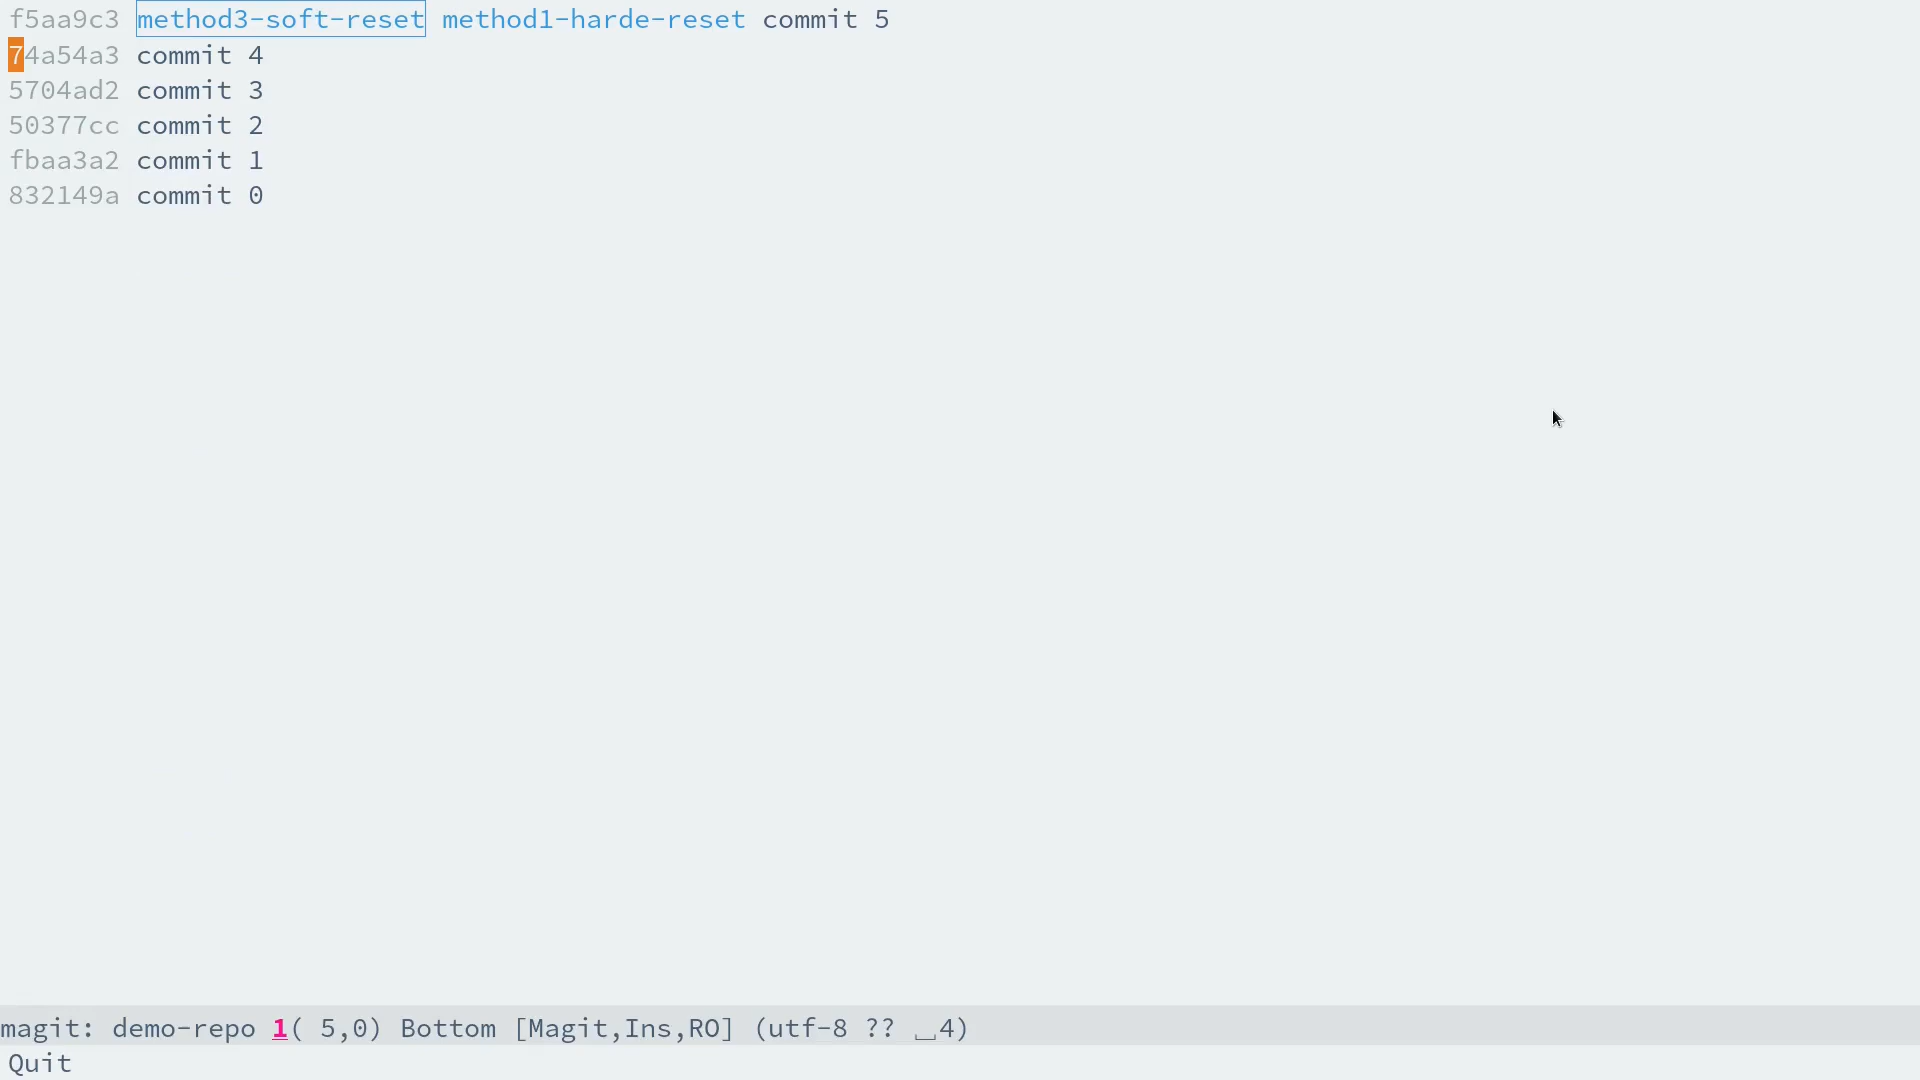 f5aa9c3 method3-soft-reset method1-harde-reset commit 5
74a54a3 commit 4
5704ad2 commit 3
50377cc commit 2
fbaa3a2 commit 1
832149a commit 0
magit: demo-repo 1( 5,0) Bottom [Magit,Ins,RO] (utf-8 ?? ⎵4)
Quit